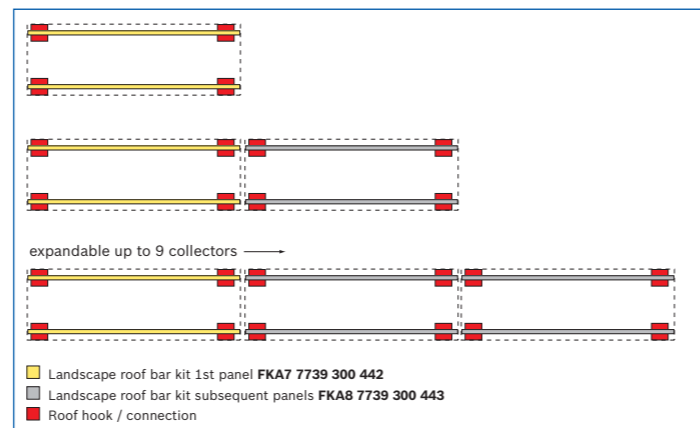 expandable up to 9 collectors
Landscape roof bar kit 1st panel FKA7 7739 300 442
Landscape roof bar kit subsequent panels FKA8 7739 300 443
Roof hook / connection